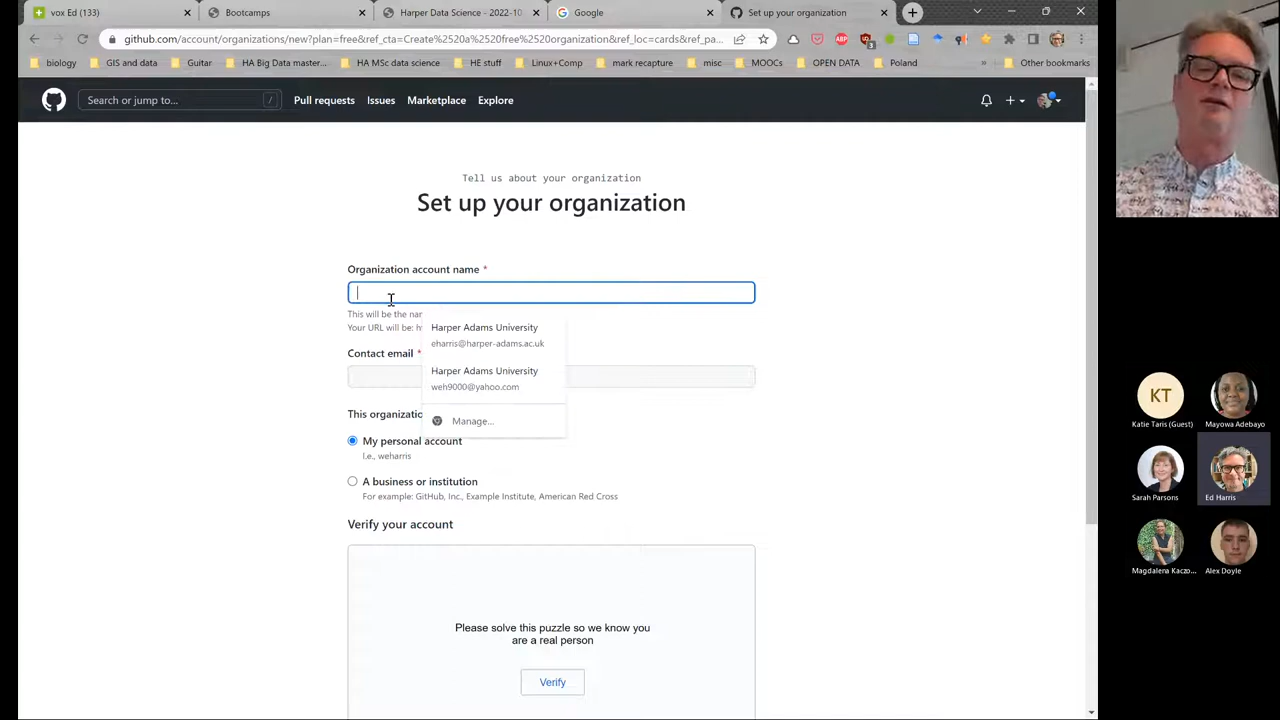 vox Ed (133)
Bootcamps
Harper Data Science - 2022-10
Google
Set up your organization
github.com/account/organizations/new?plan=free&ref_cta=Create%2520a%2520free%2520organization&ref_loc=cards&ref_pa...
biology
GIS and data
Guitar
HA Big Data master...
HA MSc data science
HE stuff
Linux+Comp
mark recapture
misc
MOOCs
OPEN DATA
Poland
Other bookmarks
Search or jump to...
/
Pull requests
Issues
Marketplace
Explore
Tell us about your organization
Set up your organization
Organization account name *
This will be the nar
Your URL will be: h
Harper Adams University
eharris@harper-adams.ac.uk
Harper Adams University
weh9000@yahoo.com
Manage...
Contact email *
This organizatio
My personal account
I.e., weharris
A business or institution
For example: GitHub, Inc., Example Institute, American Red Cross
Verify your account
Please solve this puzzle so we know you
are a real person
Verify
KT
Katie Taris (Guest)
Mayowa Adebayo
Sarah Parsons
Ed Harris
Magdalena Kaczo...
Alex Doyle